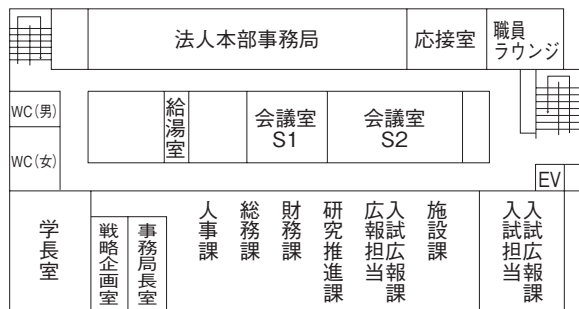 法人本部事務局
応接室
職員
ラウンジ
WC(男)
給湯室
会議室
S1
会議室
S2
WC(女)
EV
学長室
戦略企画室
事務局長室
人事課
総務課
財務課
研究推進課
入試広報課
広報担当
施設課
入試広報課
入試担当